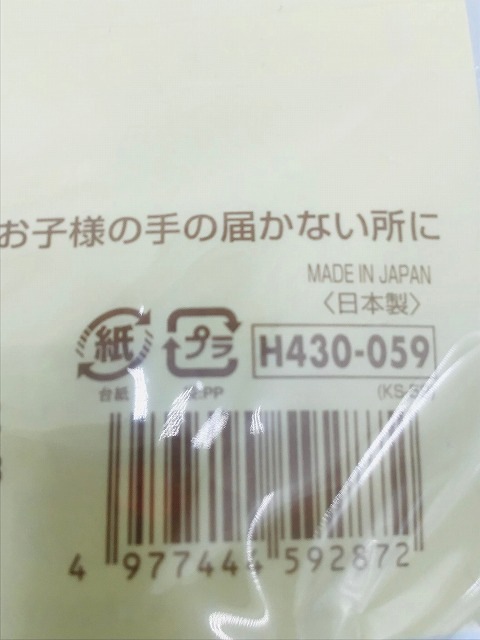 お子様の手の届かない所に
MADE IN JAPAN
〈日本製〉
紙 プラ H430-059
台紙 PP
4 977444 592872